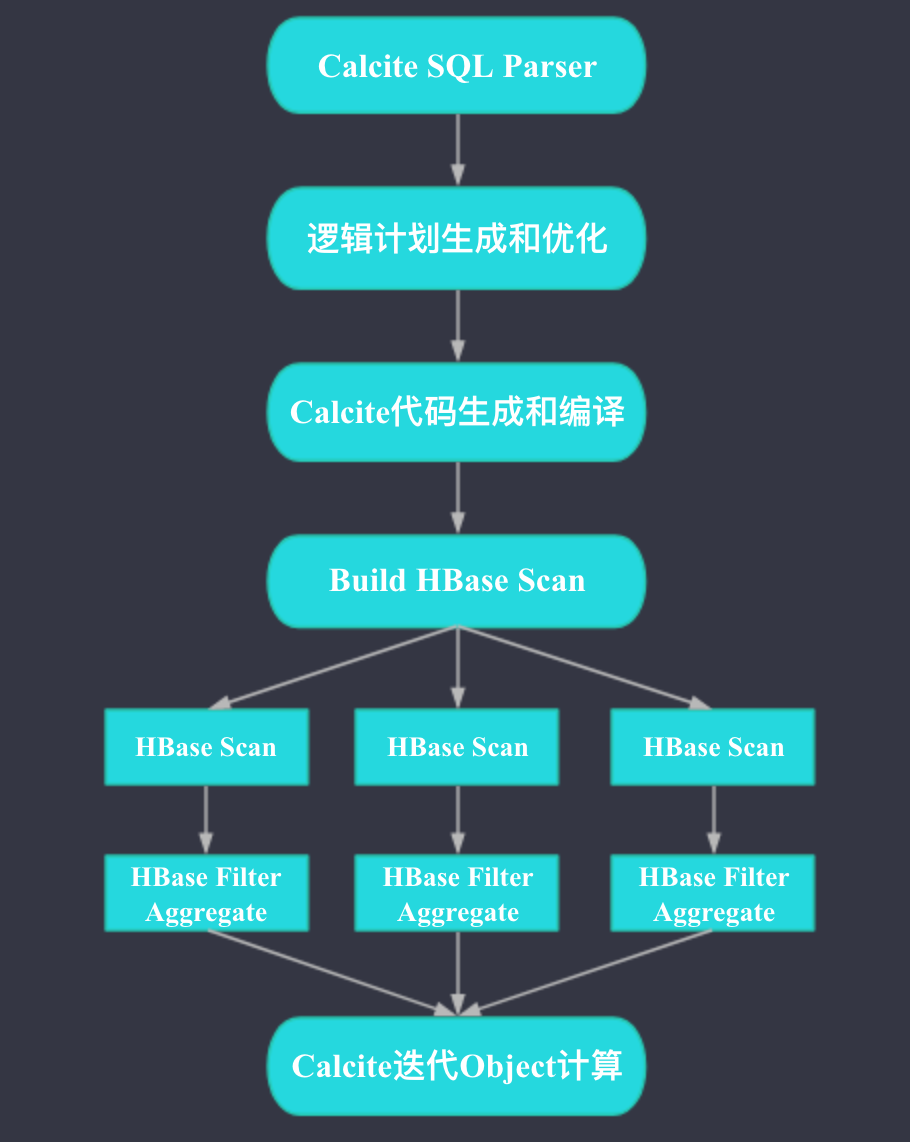 Calcite SQL Parser
逻辑计划生成和优化
Calcite代码生成和编译
Build HBase Scan
HBase Scan
HBase Scan
HBase Scan
HBase Filter
Aggregate
HBase Filter
Aggregate
HBase Filter
Aggregate
Calcite迭代Object计算